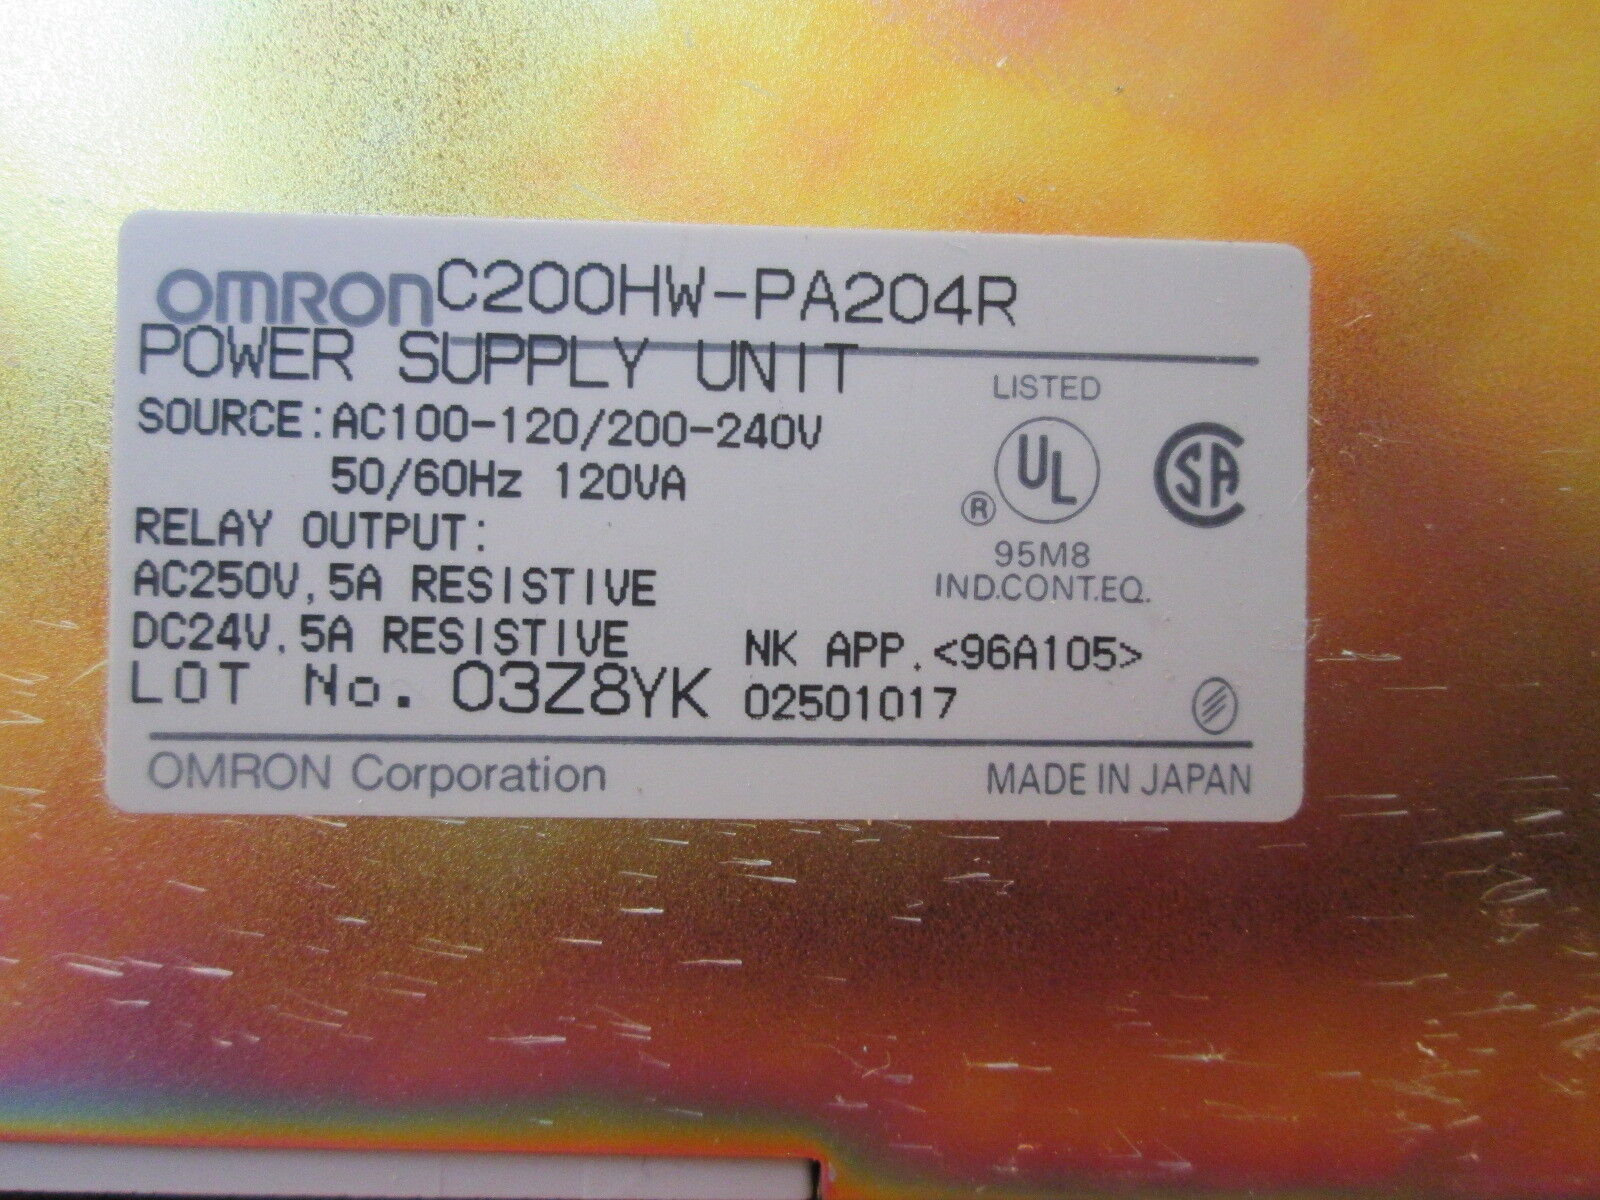 OMRON C200HW-PA204R
POWER SUPPLY UNIT
SOURCE:AC100-120/200-240V
50/60Hz 120VA
RELAY OUTPUT:
AC250V,5A RESISTIVE
DC24V,5A RESISTIVE
LOT No. 03Z8YK
LISTED
UL
®
SA
95M8
IND.CONT.EQ.
NK APP.<96A105>
02501017
OMRON Corporation
MADE IN JAPAN